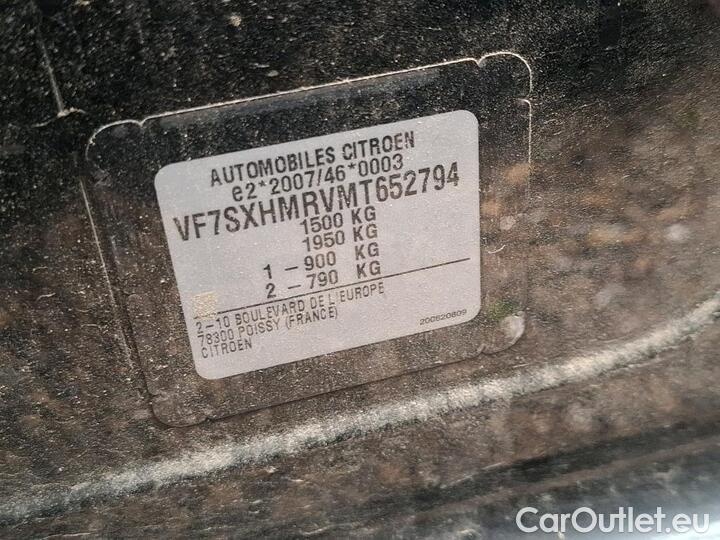 AUTOMOBILES CITROEN
e2*2007/46*0003
VF7SXHMRVMT652794
1500 KG
1950 KG
1 - 900 KG
2 - 790 KG
2-10 BOULEVARD DE L'EUROPE
78300 POISSY (FRANCE)
CITROEN
200520809
CarOutlet.eu